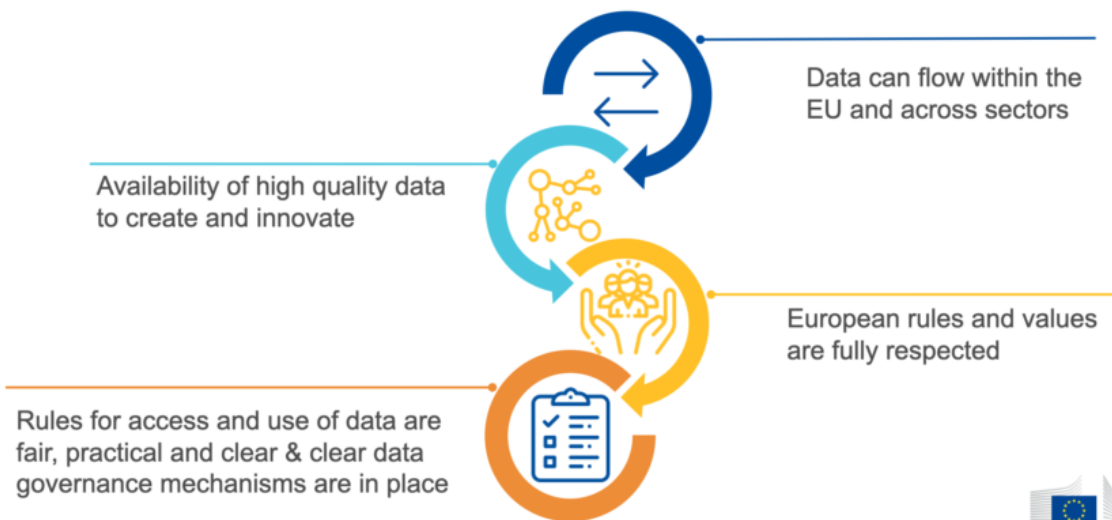 Data can flow within the
EU and across sectors
Availability of high quality data
to create and innovate
European rules and values
are fully respected
Rules for access and use of data are
fair, practical and clear & clear data
governance mechanisms are in place